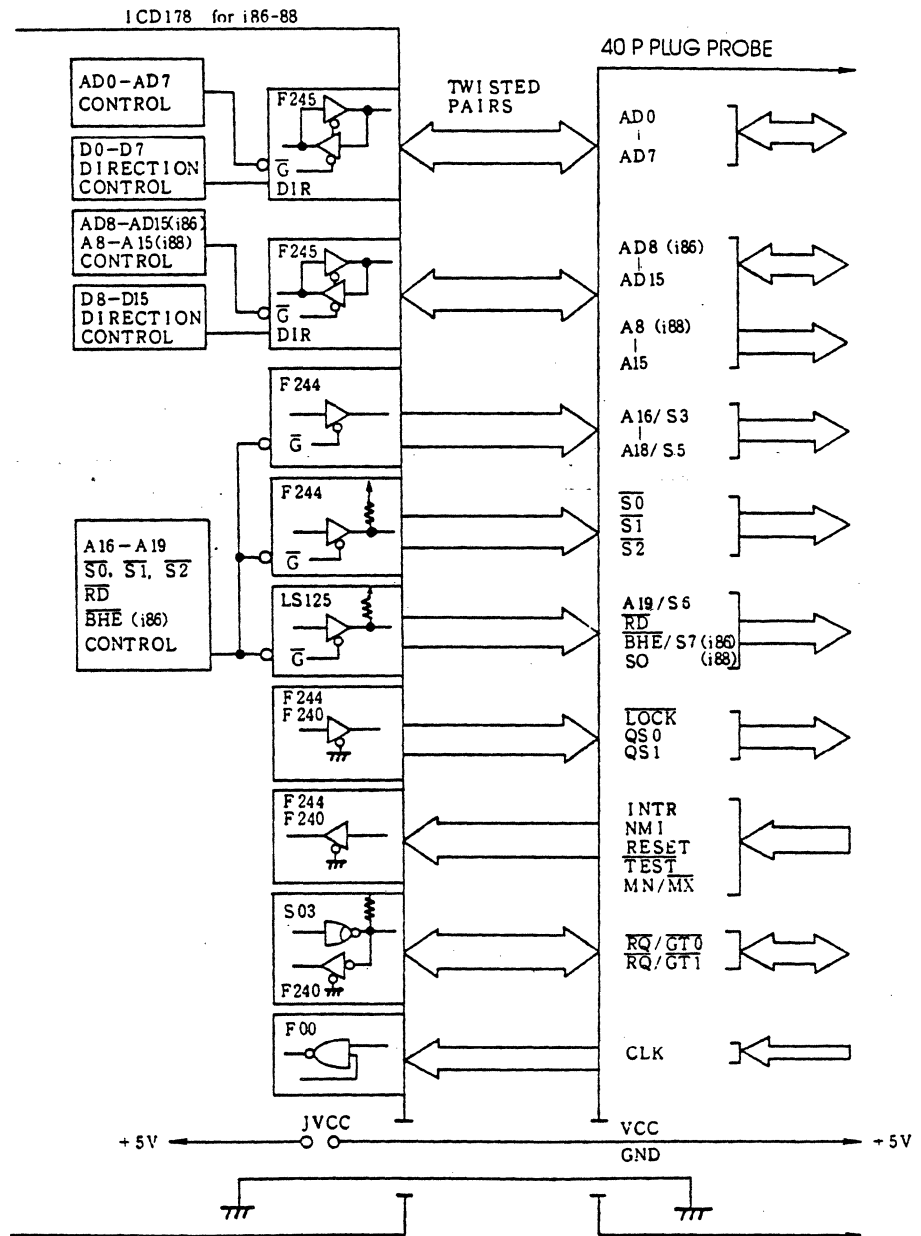 ICD178 for i86-88
40 P PLUG PROBE
AD0-AD7
CONTROL
D0-D7
DIRECTION
CONTROL
F245
G
DIR
TWISTED
PAIRS
AD0
AD7
AD8-AD15(i86)
A8-A15(i88)
CONTROL
D8-D15
DIRECTION
CONTROL
F245
G
DIR
AD8 (i86)
AD15
A8 (i88)
A15
F244
G
A16/S3
A18/S5
F244
G
S0
S1
S2
A16-A19
S0, S1, S2
RD
BHE (i86)
CONTROL
LS125
G
A19/S6
RD
BHE/S7(i86)
SO (i88)
F244
F240
LOCK
QS0
QS1
F244
F240
INTR
NMI
RESET
TEST
MN/MX
S03
F240
RQ/GT0
RQ/GT1
F00
CLK
+5V
JVCC
VCC
+5V
GND